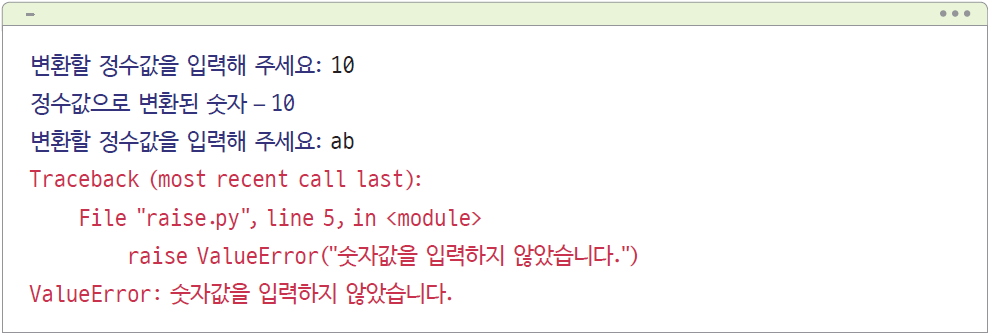 변환할 정수값을 입력해 주세요: 10
정수값으로 변환된 숫자 – 10
변환할 정수값을 입력해 주세요: ab
Traceback (most recent call last):
File "raise.py", line 5, in <module>
raise ValueError("숫자값을 입력하지 않았습니다.")
ValueError: 숫자값을 입력하지 않았습니다.